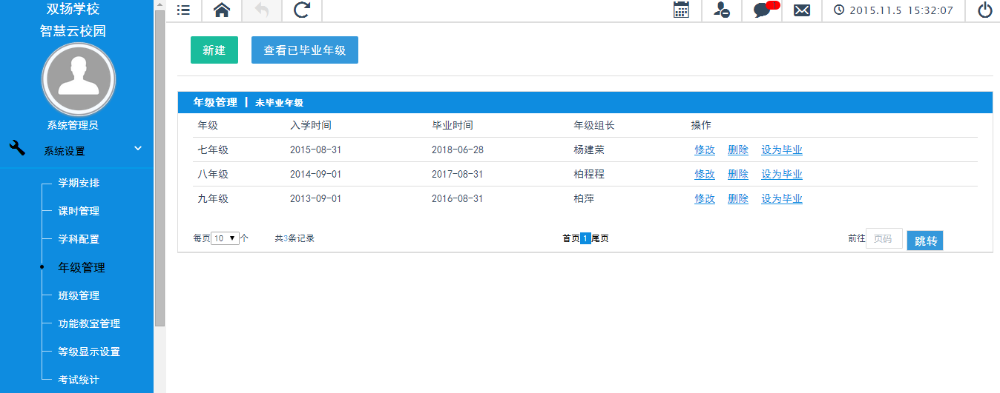 双扬学校
智慧云校园
系统管理员
系统设置
学期安排
课时管理
学科配置
年级管理
班级管理
功能教室管理
等级显示设置
考试统计
2015.11.5 15:32:07
新建 查看已毕业年级
年级管理 | 未毕业年级
年级 入学时间 毕业时间 年级组长 操作
七年级 2015-08-31 2018-06-28 杨建荣 修改 删除 设为毕业
八年级 2014-09-01 2017-08-31 柏程程 修改 删除 设为毕业
九年级 2013-09-01 2016-08-31 柏萍 修改 删除 设为毕业
每页 10 个 共3条记录 首页 1 尾页 前往 页码 跳转